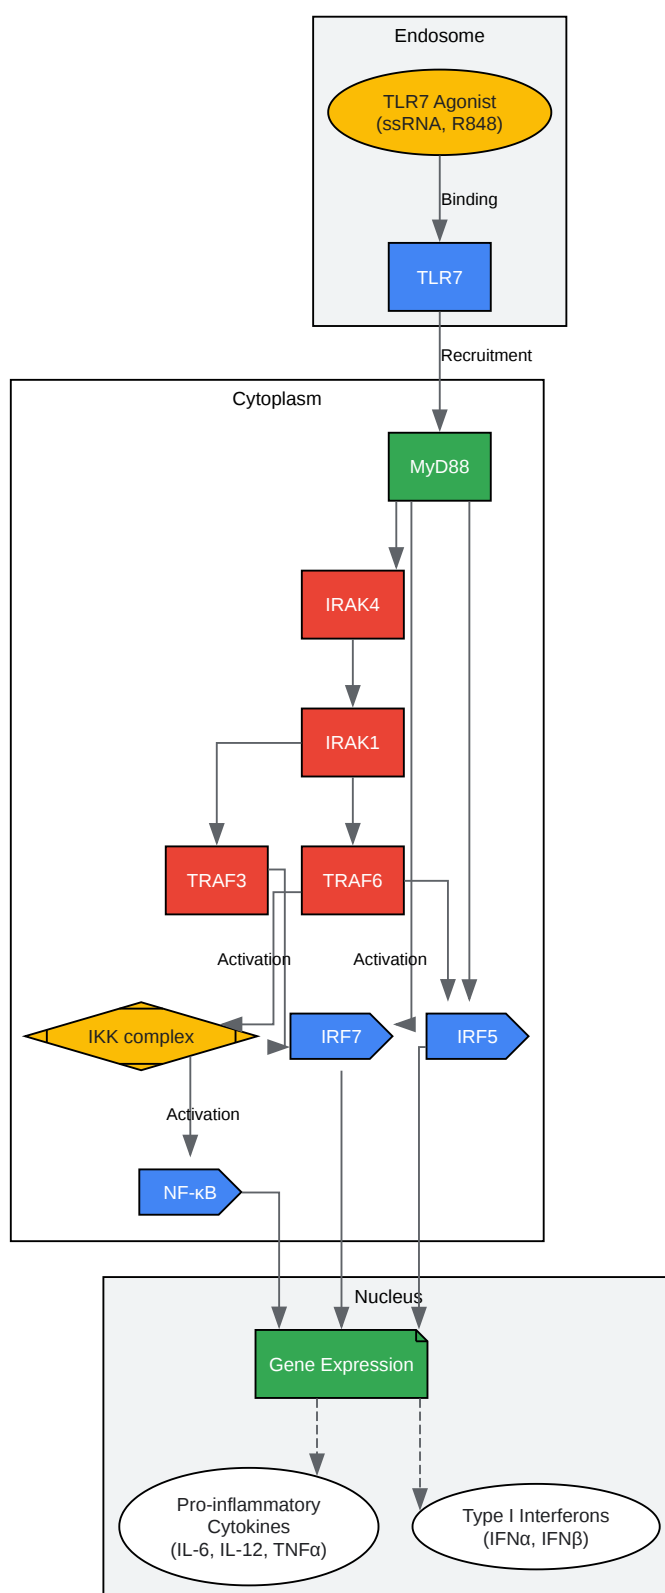 Endosome
TLR7 Agonist
(ssRNA, R848)
Binding
TLR7
Recruitment
Cytoplasm
MyD88
IRAK4
IRAK1
TRAF3
TRAF6
Activation
Activation
IKK complex
IRF7
IRF5
Activation
NF-κB
Nucleus
Gene Expression
Pro-inflammatory
Cytokines
(IL-6, IL-12, TNFα)
Type I Interferons
(IFNα, IFNβ)